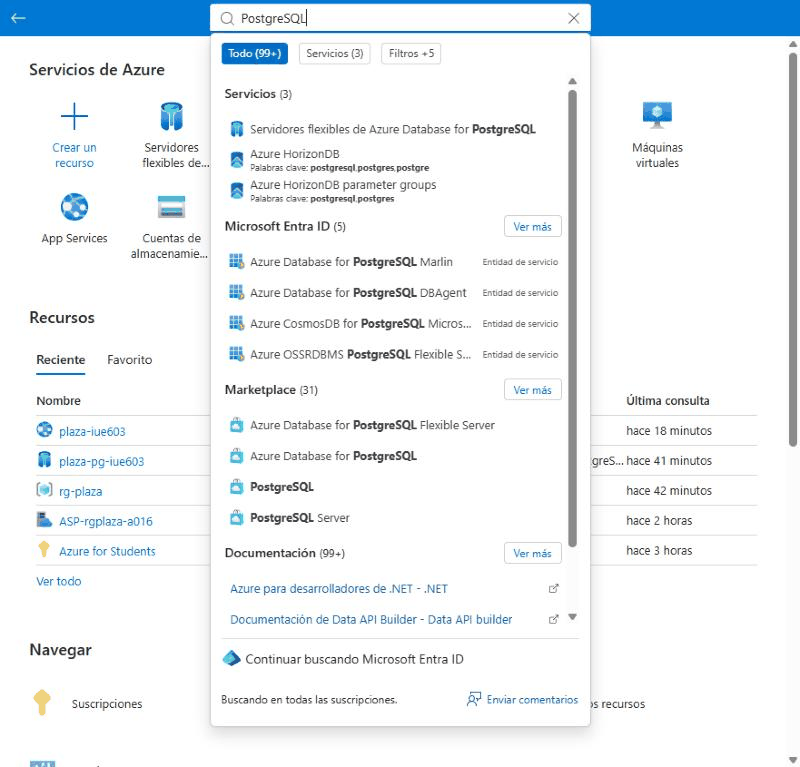 PostgreSQL
Todo (99+) Servicios (3) Filtros +5
Servicios de Azure
Crear un
recurso
Servidores
flexibles de...
Máquinas
virtuales
App Services
Cuentas de
almacenamie...
Servicios (3)
Servidores flexibles de Azure Database for PostgreSQL
Azure HorizonDB
Palabras clave: postgresql,postgres,postgre
Azure HorizonDB parameter groups
Palabras clave: postgresql,postgres
Microsoft Entra ID (5) Ver más
Azure Database for PostgreSQL Marlin Entidad de servicio
Azure Database for PostgreSQL DBAgent Entidad de servicio
Azure CosmosDB for PostgreSQL Micros... Entidad de servicio
Azure OSSRDBMS PostgreSQL Flexible S... Entidad de servicio
Marketplace (31) Ver más
Azure Database for PostgreSQL Flexible Server
Azure Database for PostgreSQL
PostgreSQL
PostgreSQL Server
Documentación (99+) Ver más
Azure para desarrolladores de .NET - .NET
Documentación de Data API Builder - Data API builder
Continuar buscando Microsoft Entra ID
Buscando en todas las suscripciones. Enviar comentarios
Recursos
Reciente Favorito
Nombre Última consulta
plaza-iue603 hace 18 minutos
plaza-pg-iue603 greS... hace 41 minutos
rg-plaza hace 42 minutos
ASP-rgplaza-a016 hace 2 horas
Azure for Students hace 3 horas
Ver todo
Navegar
Suscripciones os recursos